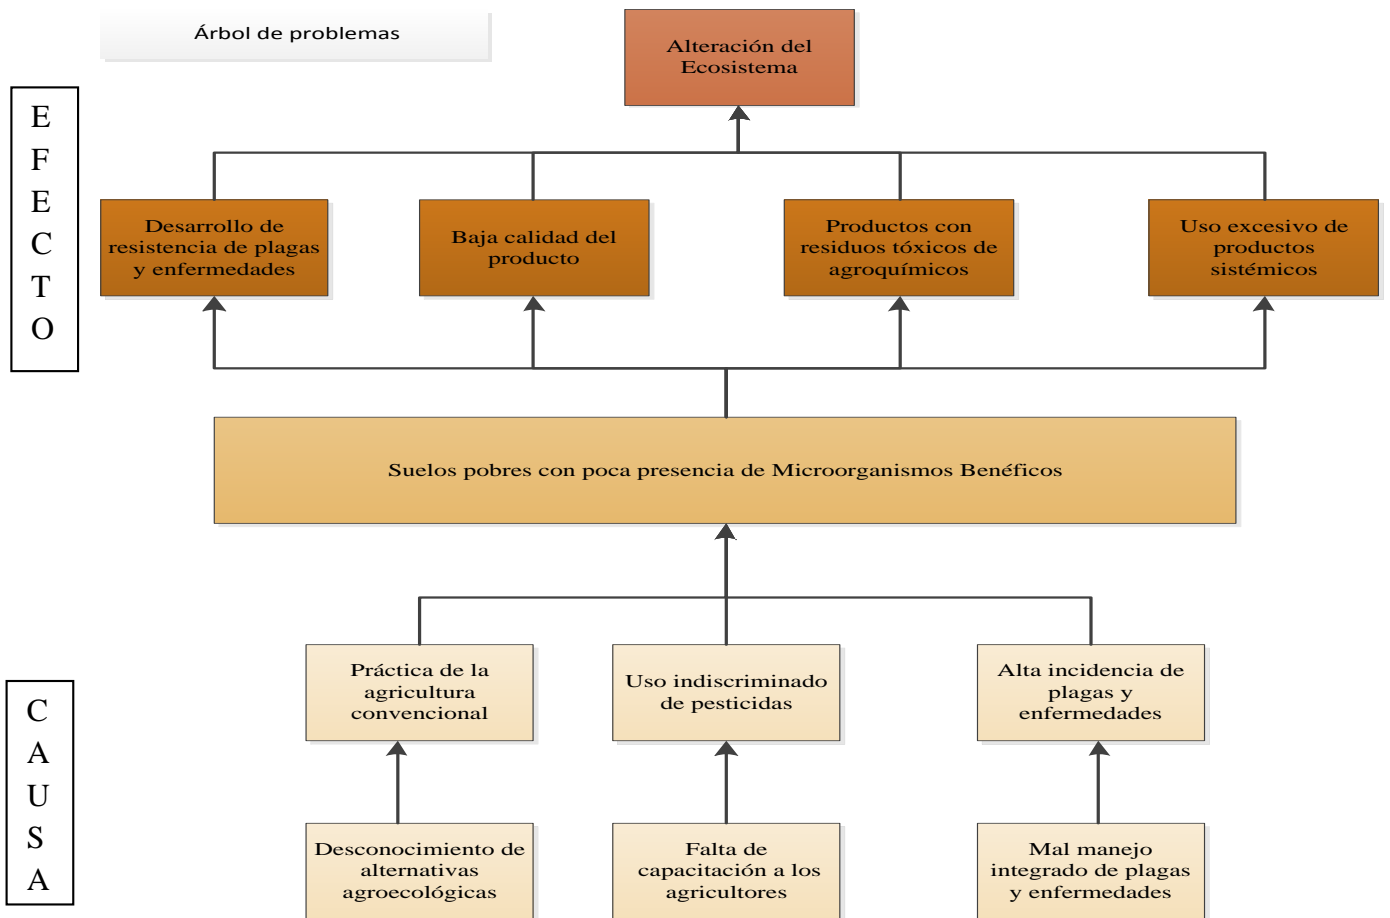 Árbol de problemas
Alteración del
Ecosistema
E
F
E
C
T
O
Desarrollo de
resistencia de plagas
y enfermedades
Baja calidad del
producto
Productos con
residuos tóxicos de
agroquímicos
Uso excesivo de
productos
sistémicos
Suelos pobres con poca presencia de Microorganismos Benéficos
C
A
U
S
A
Práctica de la
agricultura
convencional
Uso indiscriminado
de pesticidas
Alta incidencia de
plagas y
enfermedades
Desconocimiento de
alternativas
agroecológicas
Falta de
capacitación a los
agricultores
Mal manejo
integrado de plagas
y enfermedades